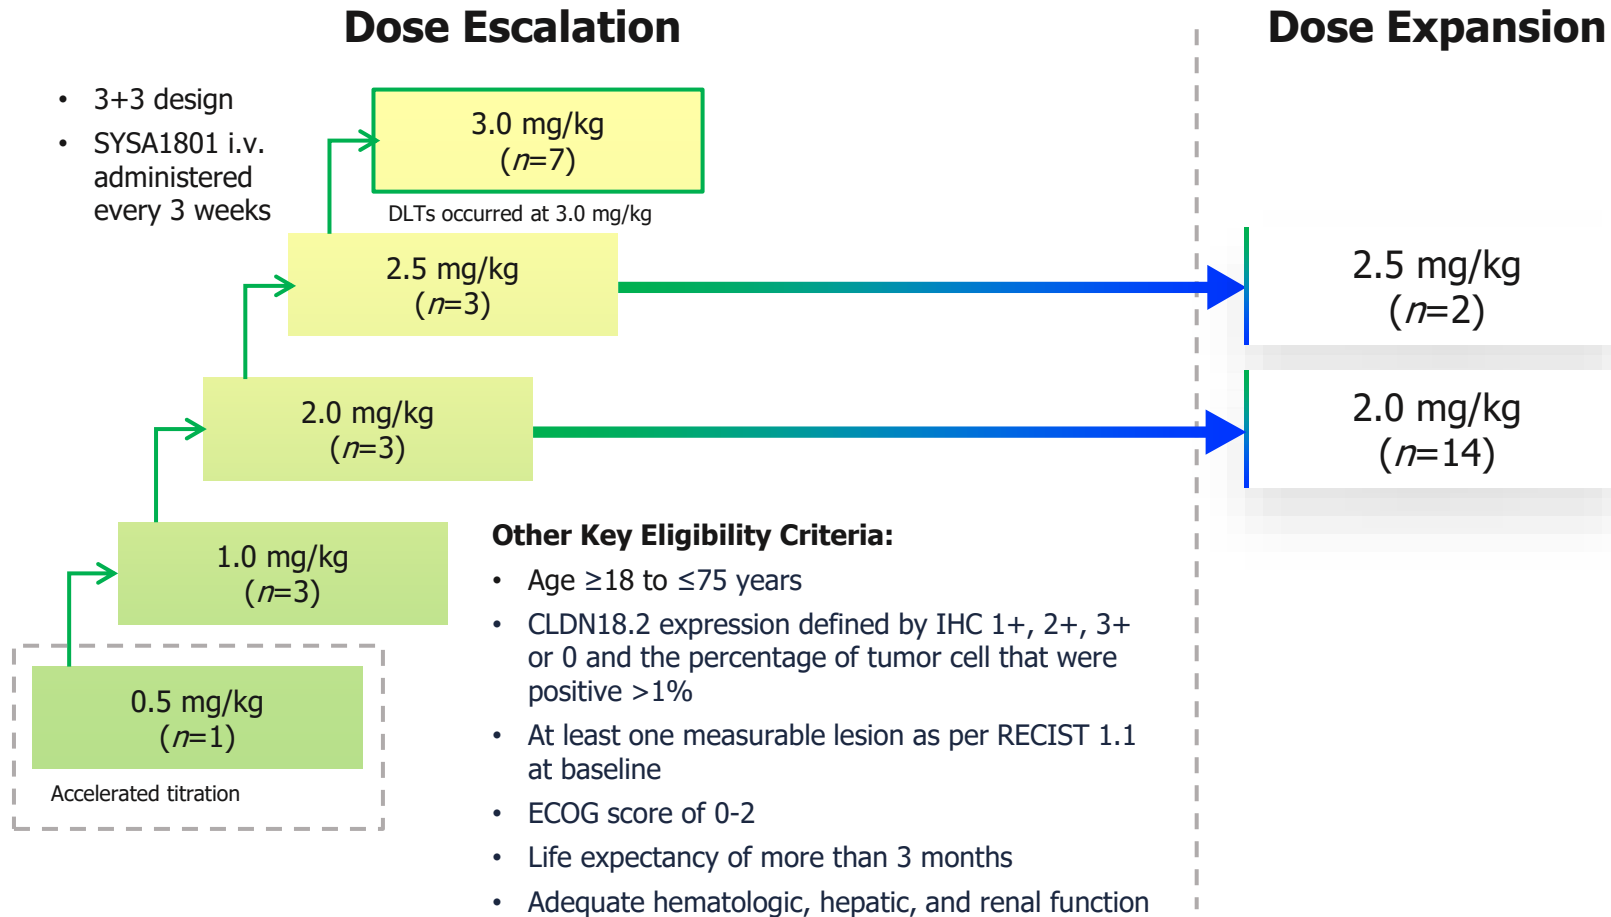 Dose Escalation
Dose Expansion
• 3+3 design
• SYSA1801 i.v.
administered
every 3 weeks
3.0 mg/kg
(n=7)
DLTs occurred at 3.0 mg/kg
2.5 mg/kg
(n=3)
2.5 mg/kg
(n=2)
2.0 mg/kg
(n=3)
2.0 mg/kg
(n=14)
1.0 mg/kg
(n=3)
0.5 mg/kg
(n=1)
Accelerated titration
Other Key Eligibility Criteria:
• Age ≥18 to ≤75 years
• CLDN18.2 expression defined by IHC 1+, 2+, 3+
or 0 and the percentage of tumor cell that were
positive >1%
• At least one measurable lesion as per RECIST 1.1
at baseline
• ECOG score of 0-2
• Life expectancy of more than 3 months
• Adequate hematologic, hepatic, and renal function